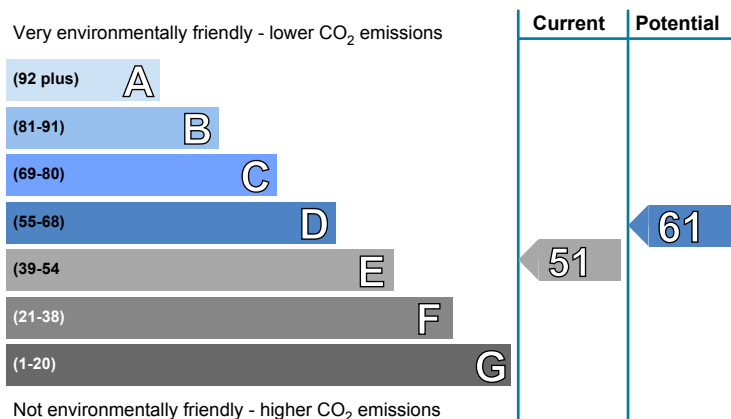 Current Potential
Very environmentally friendly - lower CO2 emissions
(92 plus) A
(81-91) B
(69-80) C
(55-68) D
61
(39-54 E
51
(21-38) F
(1-20) G
Not environmentally friendly - higher CO2 emissions